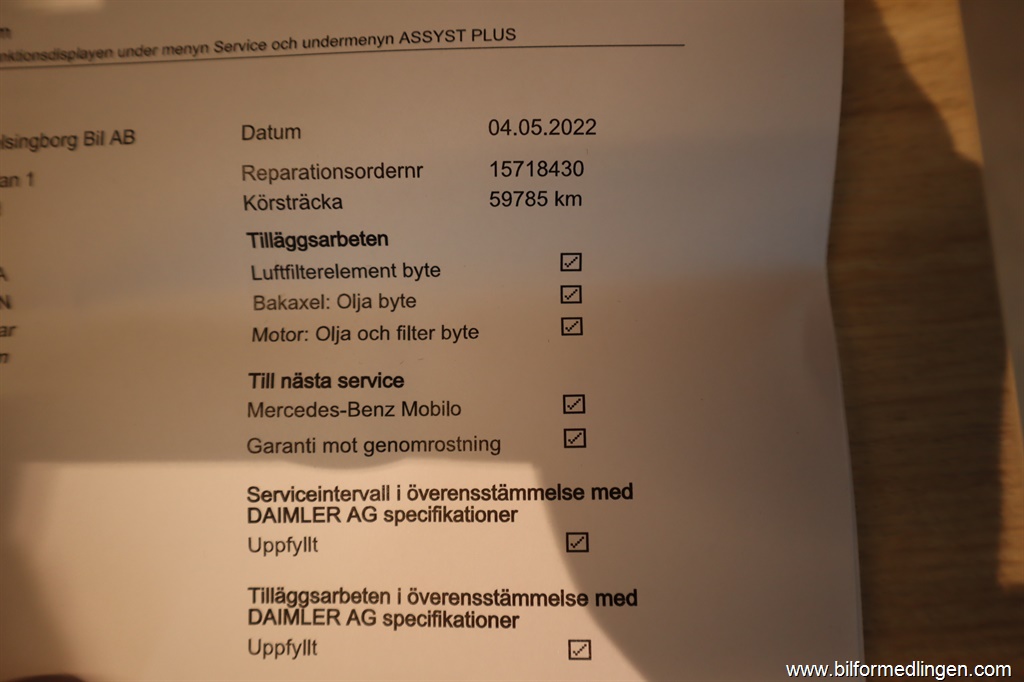 under menyn Service och undermenyn ASSYST PLUS
Bil AB
Datum 04.05.2022
an 1
Reparationsordernr 15718430
Körsträcka 59785 km
Tilläggsarbeten
Luftfilterelement byte ☑
Bakaxel: Olja byte ☑
Motor: Olja och filter byte ☑
Till nästa service
Mercedes-Benz Mobilo ☑
Garanti mot genomrostning ☑
Serviceintervall i överensstämmelse med
DAIMLER AG specifikationer
Uppfyllt ☑
Tilläggsarbeten i överensstämmelse med
DAIMLER AG specifikationer
Uppfyllt ☑
www.bilformedlingen.com